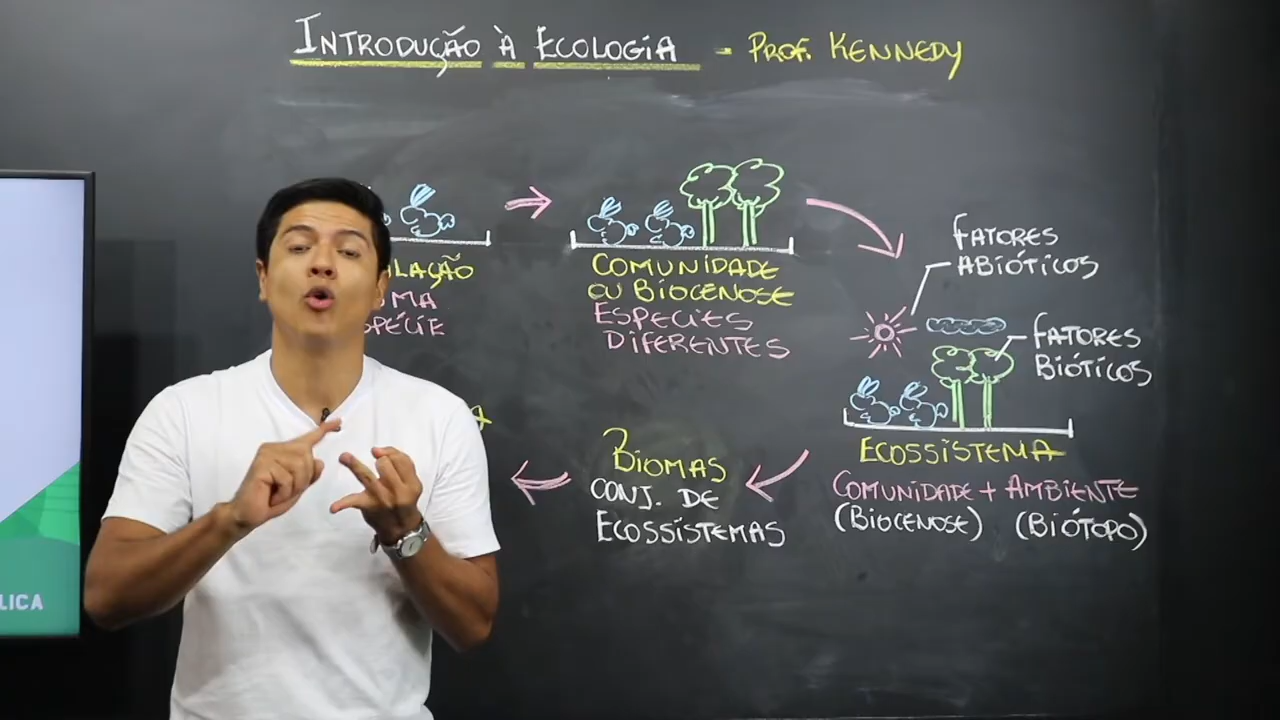 INTRODUÇÃO À ECOLOGIA - PROF. KENNEDY
COMUNIDADE
OU BIOCENOSE
ESPECIES
DIFERENTES
FATORES
ABIÓTICOS
FATORES
BIÓTICOS
ECOSSISTEMA
COMUNIDADE + AMBIENTE
(BIOCENOSE) (BIÓTOPO)
BIOMAS
CONJ. DE
ECOSSISTEMAS